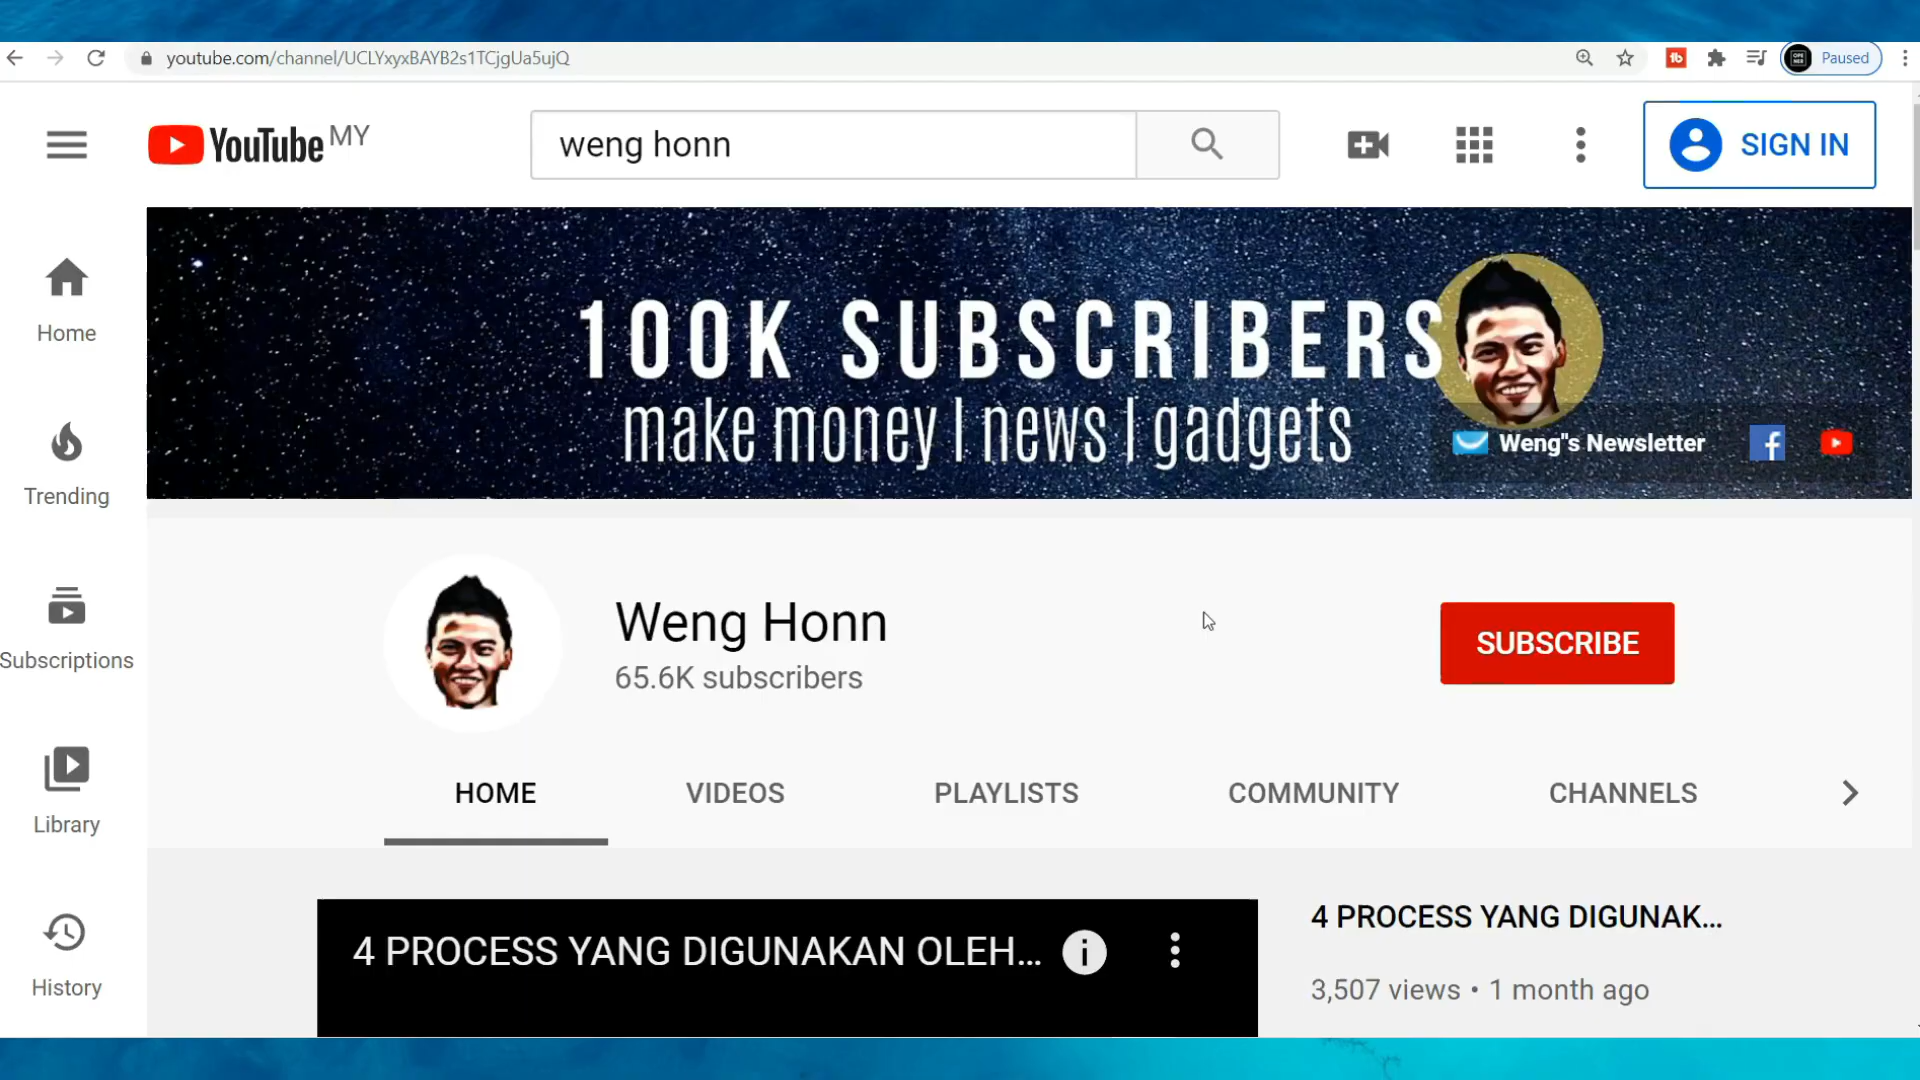 youtube.com/channel/UCLYxyxBAYB2s1TCjgUa5ujQ
Paused
YouTube MY
weng honn
SIGN IN
100K SUBSCRIBERS
make money | news | gadgets
Weng"s Newsletter
Home
Trending
Subscriptions
Library
History
Weng Honn
65.6K subscribers
SUBSCRIBE
HOME VIDEOS PLAYLISTS COMMUNITY CHANNELS
4 PROCESS YANG DIGUNAKAN OLEH...
4 PROCESS YANG DIGUNAK...
3,507 views • 1 month ago